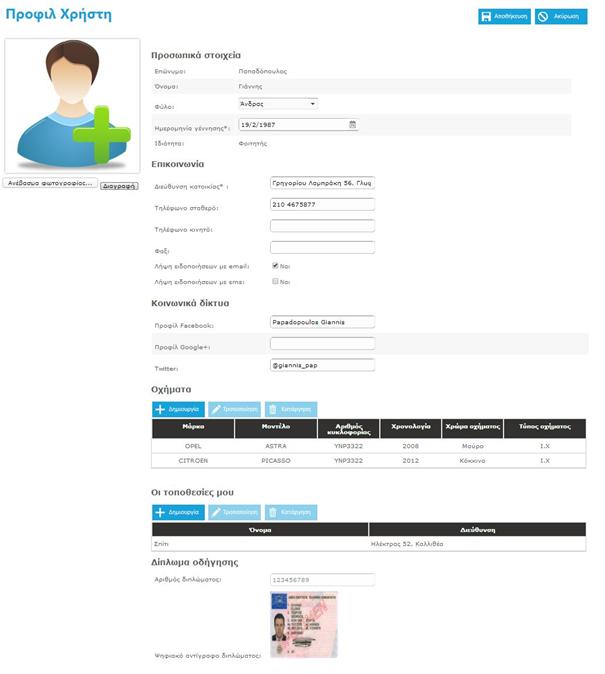 Προφιλ Χρήστη
Αποθήκευση Ακύρωση
Προσωπικά στοιχεία
Επώνυμο: Παπαδόπουλος
Όνομα: Γιάννης
Φύλο: Άνδρας
Ημερομηνία γέννησης*: 19/2/1987
Ιδιότητα: Φοιτητής
Ανέβασμα φωτογραφίας... Διαγραφή
Επικοινωνία
Διεύθυνση κατοικίας* : Γρηγορίου Λαμπράκη 56, Γλυφ
Τηλέφωνο σταθερό: 210 4675877
Τηλέφωνο κινητό:
Φαξ:
Λήψη ειδοποιήσεων με email: Ναι
Λήψη ειδοποιήσεων με sms: Ναι
Κοινωνικά δίκτυα
Προφίλ Facebook: Papadopoulos Giannis
Προφίλ Google+:
Twitter: @giannis_pap
Οχήματα
Δημιουργία Τροποποίηση Κατάργηση
Μάρκα Μοντέλο Αριθμός κυκλοφορίας Χρονολογία Χρώμα οχήματος Τύπος οχήματος
OPEL ASTRA YNP3322 2008 Μαύρο Ι.Χ
CITROEN PICASSO YNP3322 2012 Κόκκινο Ι.Χ
Οι τοποθεσίες μου
Δημιουργία Τροποποίηση Κατάργηση
Όνομα Διεύθυνση
Σπίτι Ηλέκτρας 52, Καλλιθέα
Δίπλωμα οδήγησης
Αριθμός διπλώματος: 123456789
Ψηφιακό αντίγραφο διπλώματος: